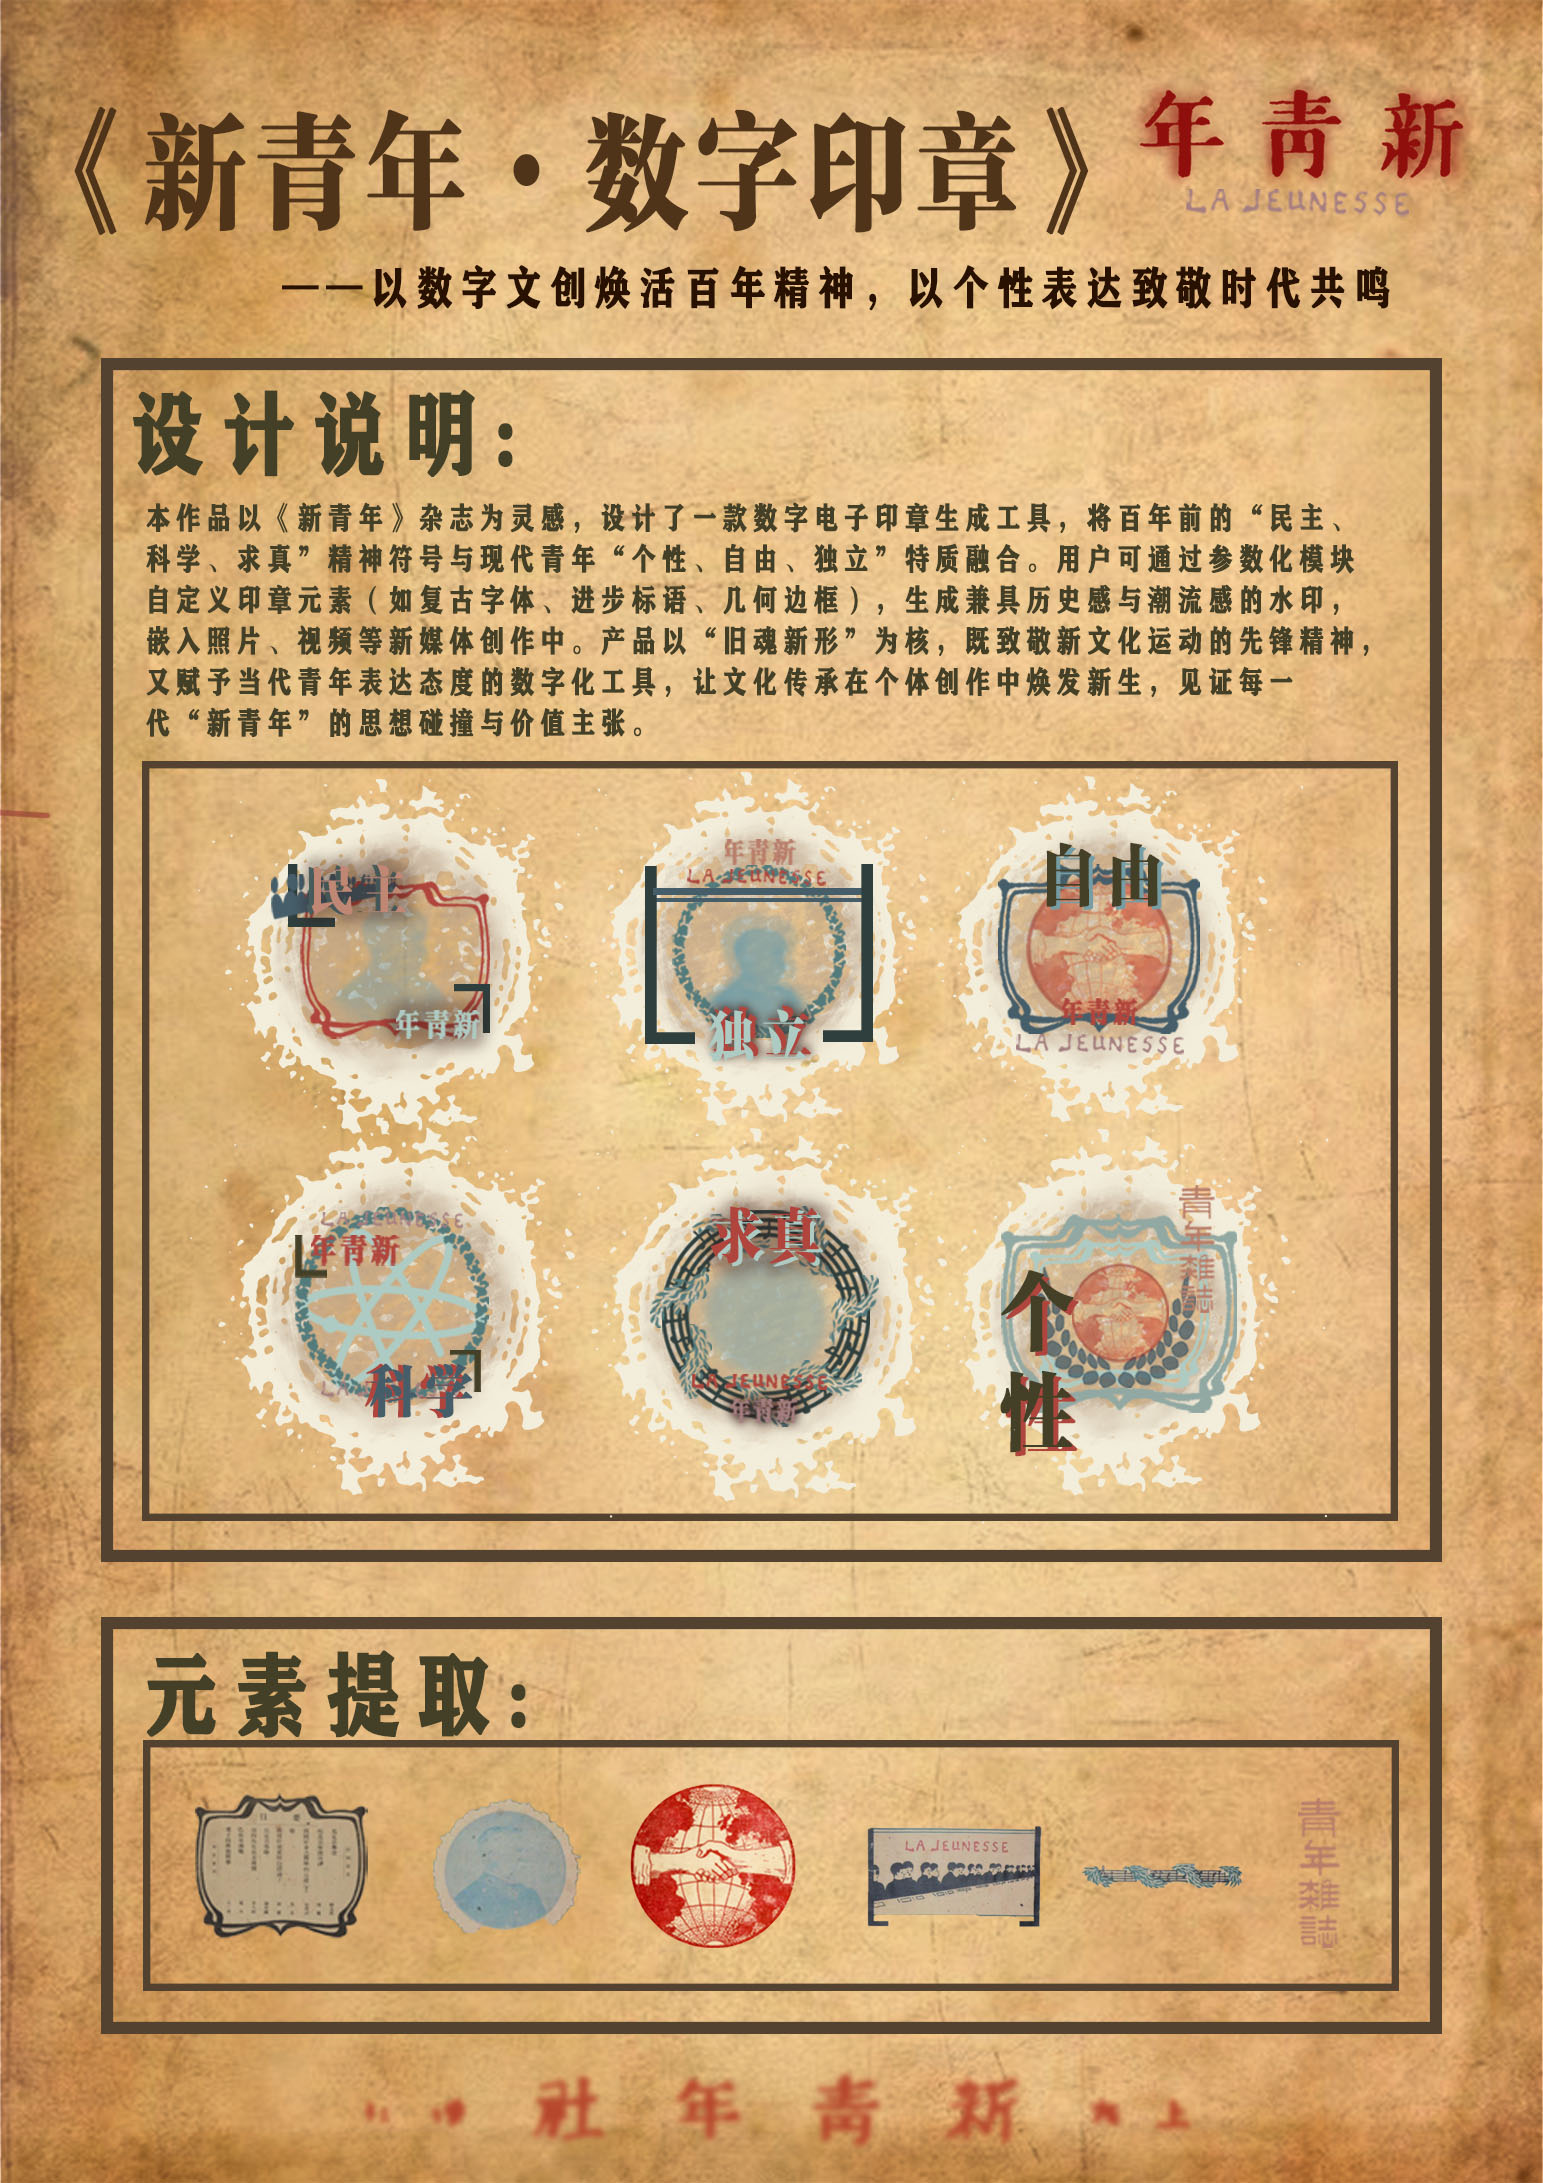 《新青年·数字印章》
年青新
LA JEUNESSE
——以数字文创焕活百年精神，以个性表达致敬时代共鸣
设计说明：
本作品以《新青年》杂志为灵感，设计了一款数字电子印章生成工具，将百年前的“民主、
科学、求真”精神符号与现代青年“个性、自由、独立”特质融合。用户可通过参数化模块
自定义印章元素（如复古字体、进步标语、几何边框），生成兼具历史感与潮流感的水印，
嵌入照片、视频等新媒体创作中。产品以“旧魂新形”为核，既致敬新文化运动的先锋精神，
又赋予当代青年表达态度的数字化工具，让文化传承在个体创作中焕发新生，见证每一
代“新青年”的思想碰撞与价值主张。
民主
年青新
年青新
LA JEUNESSE
独立
自由
年青新
LA JEUNESSE
LA JEUNESSE
年青新
科学
求真
LA JEUNESSE
年青新
青年雜誌
个性
元素提取：
LA JEUNESSE
青年雜誌
社年青新